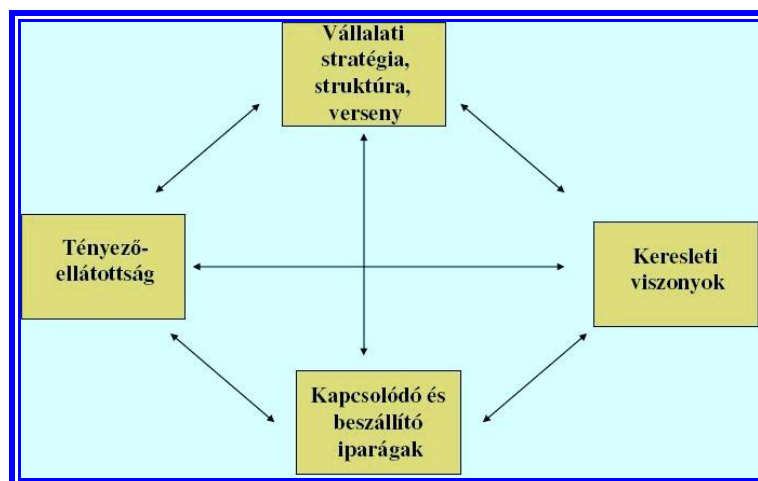 Vállalati
stratégia,
struktúra,
verseny
Tényező-
ellátottság
Keresleti
viszonyok
Kapcsolódó és
beszállító
iparágak